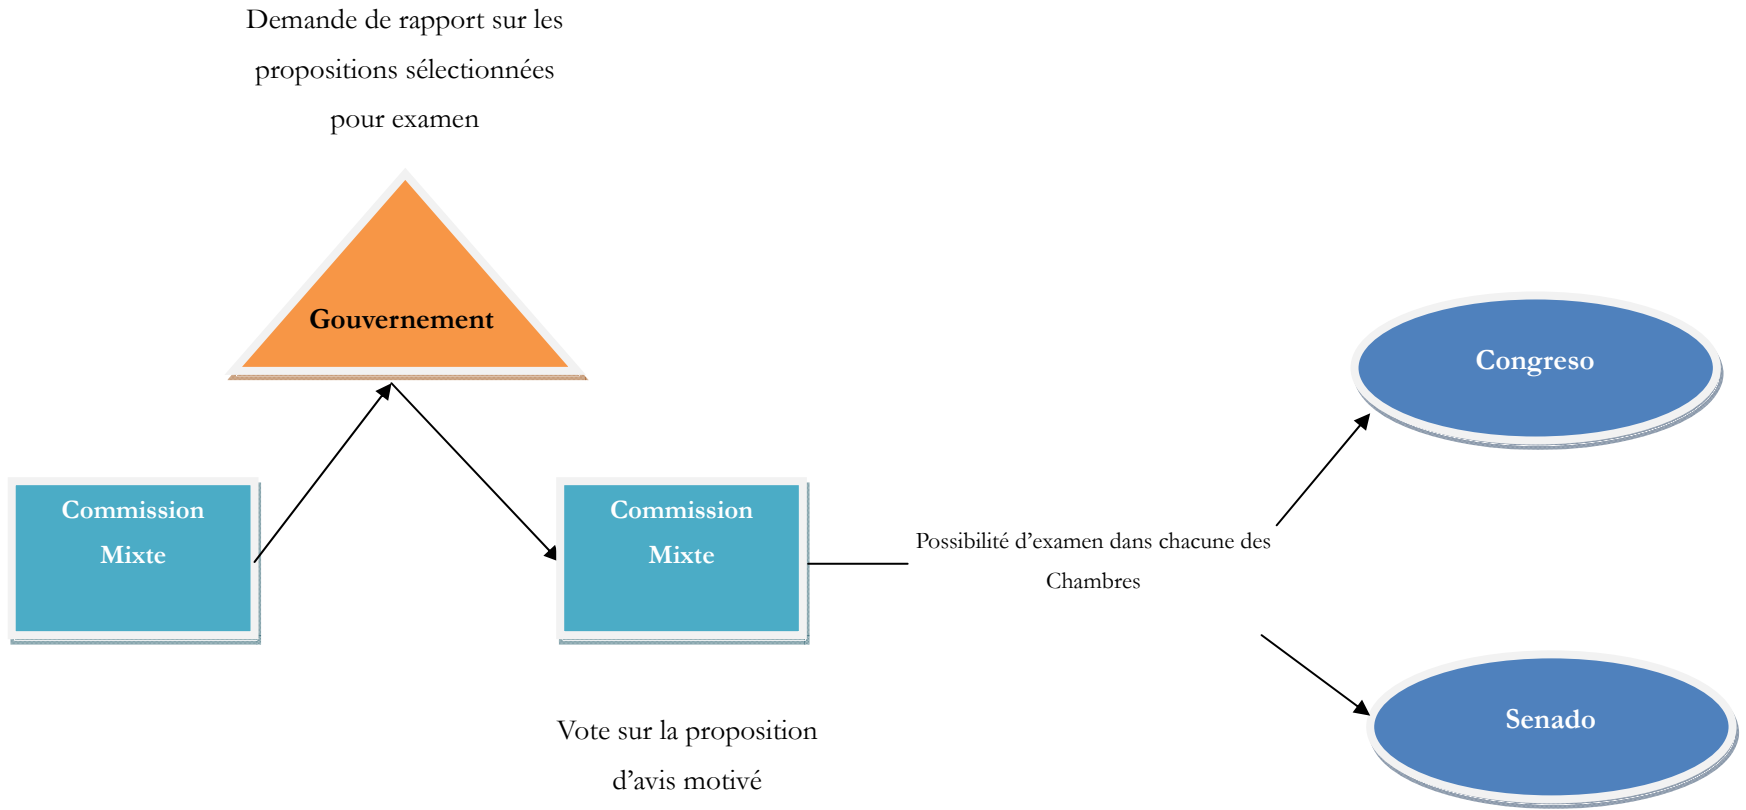 Demande de rapport sur les
propositions sélectionnées
pour examen
Gouvernement
Commission
Mixte
Commission
Mixte
Vote sur la proposition
d’avis motivé
Possibilité d’examen dans chacune des
Chambres
Congreso
Senado